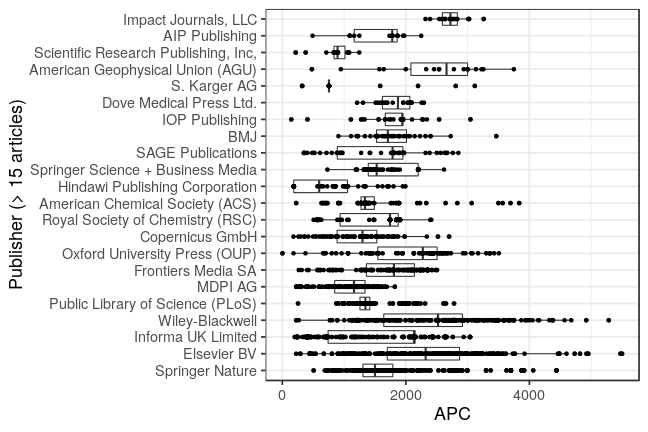 Publisher (> 15 articles)
Impact Journals, LLC
AIP Publishing
Scientific Research Publishing, Inc,
American Geophysical Union (AGU)
S. Karger AG
Dove Medical Press Ltd.
IOP Publishing
BMJ
SAGE Publications
Springer Science + Business Media
Hindawi Publishing Corporation
American Chemical Society (ACS)
Royal Society of Chemistry (RSC)
Copernicus GmbH
Oxford University Press (OUP)
Frontiers Media SA
MDPI AG
Public Library of Science (PLoS)
Wiley-Blackwell
Informa UK Limited
Elsevier BV
Springer Nature
0 2000 4000
APC